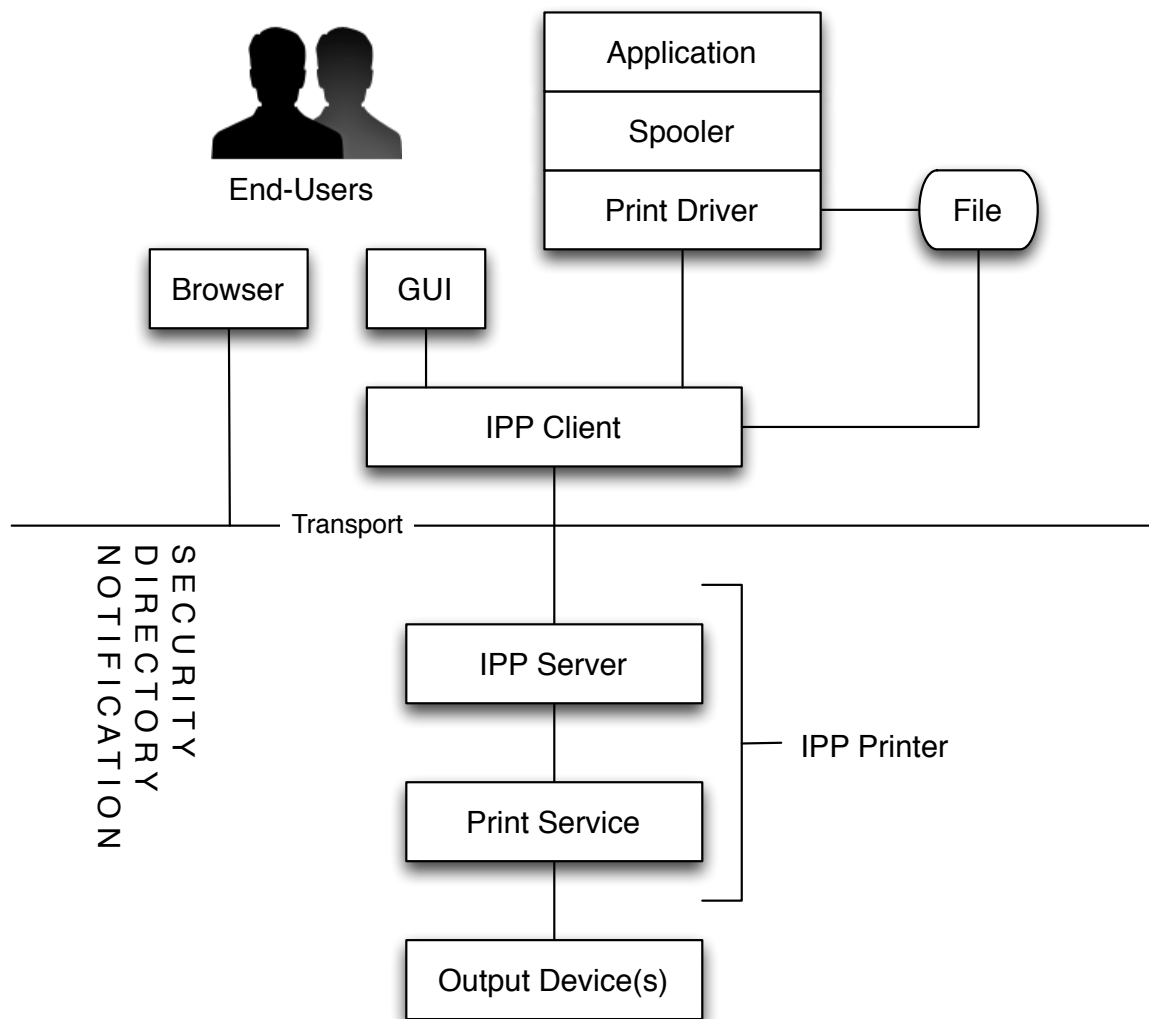 Application
Spooler
End-Users
Print Driver
File
Browser
GUI
IPP Client
Transport
SECURITY
DIRECTORY
NOTIFICATION
IPP Server
IPP Printer
Print Service
Output Device(s)